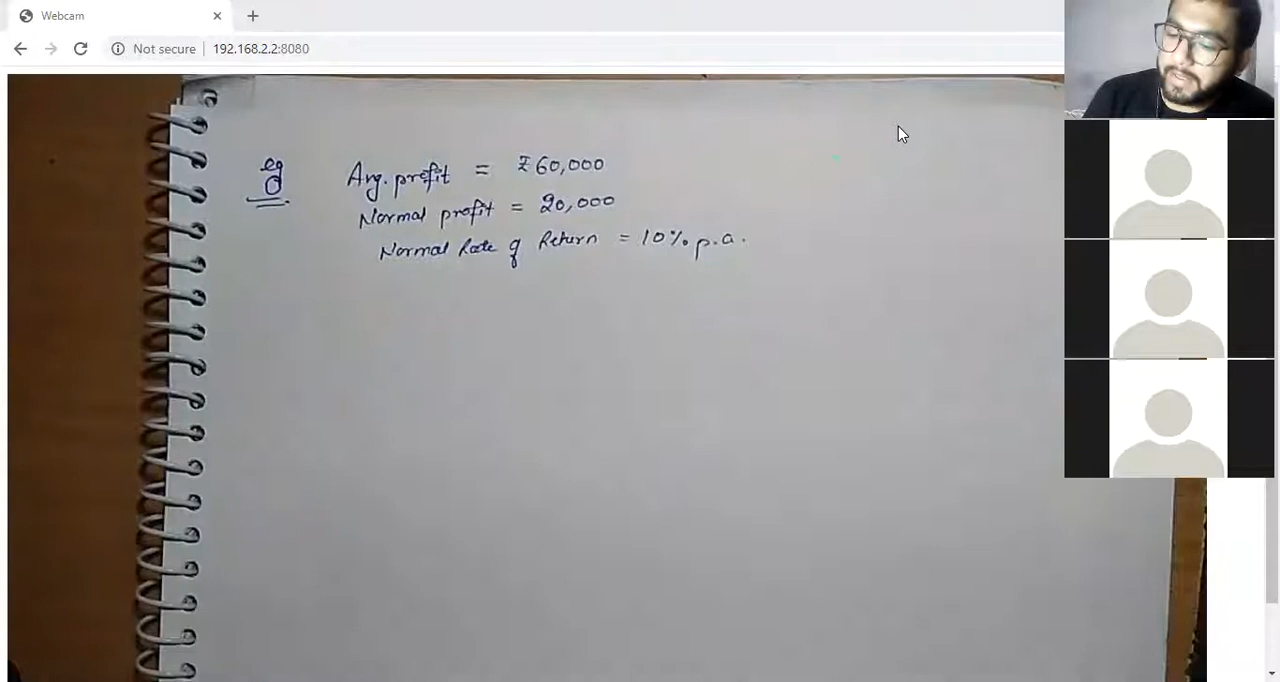 Webcam
Not secure | 192.168.2.2:8080
eg
Avg. profit = ₹60,000
Normal profit = 20,000
Normal Rate of Return = 10% p.a.